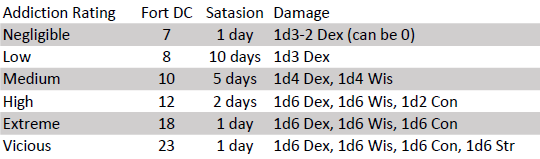 Addiction Rating Fort DC Satasion Damage
Negligible 7 1 day 1d3-2 Dex (can be 0)
Low 8 10 days 1d3 Dex
Medium 10 5 days 1d4 Dex, 1d4 Wis
High 12 2 days 1d6 Dex, 1d6 Wis, 1d2 Con
Extreme 18 1 day 1d6 Dex, 1d6 Wis, 1d6 Con
Vicious 23 1 day 1d6 Dex, 1d6 Wis, 1d6 Con, 1d6 Str